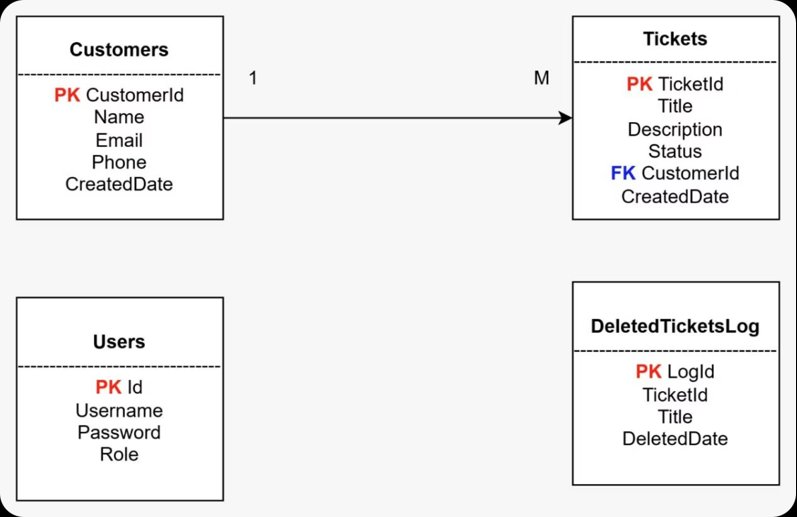 Customers
PK CustomerId
Name
Email
Phone
CreatedDate
1
M
Tickets
PK TicketId
Title
Description
Status
FK CustomerId
CreatedDate
Users
PK Id
Username
Password
Role
DeletedTicketsLog
PK LogId
TicketId
Title
DeletedDate